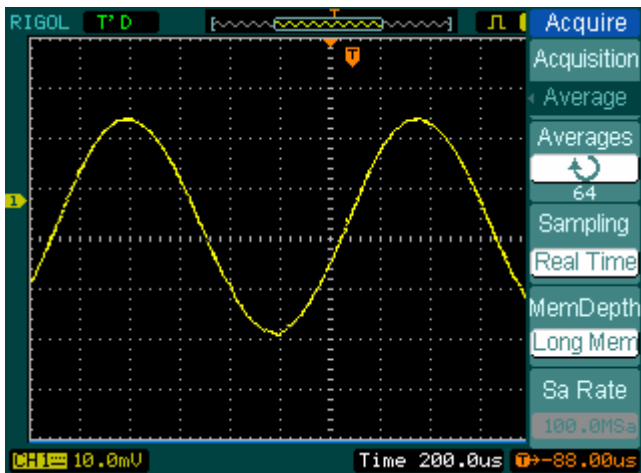 RIGOL T'D T Acquire
T
Acquisition
Average
Averages
64
1
Sampling
Real Time
MemDepth
Long Mem
Sa Rate
100.0MSa
CH1 10.0mV Time 200.0us T→-88.00us